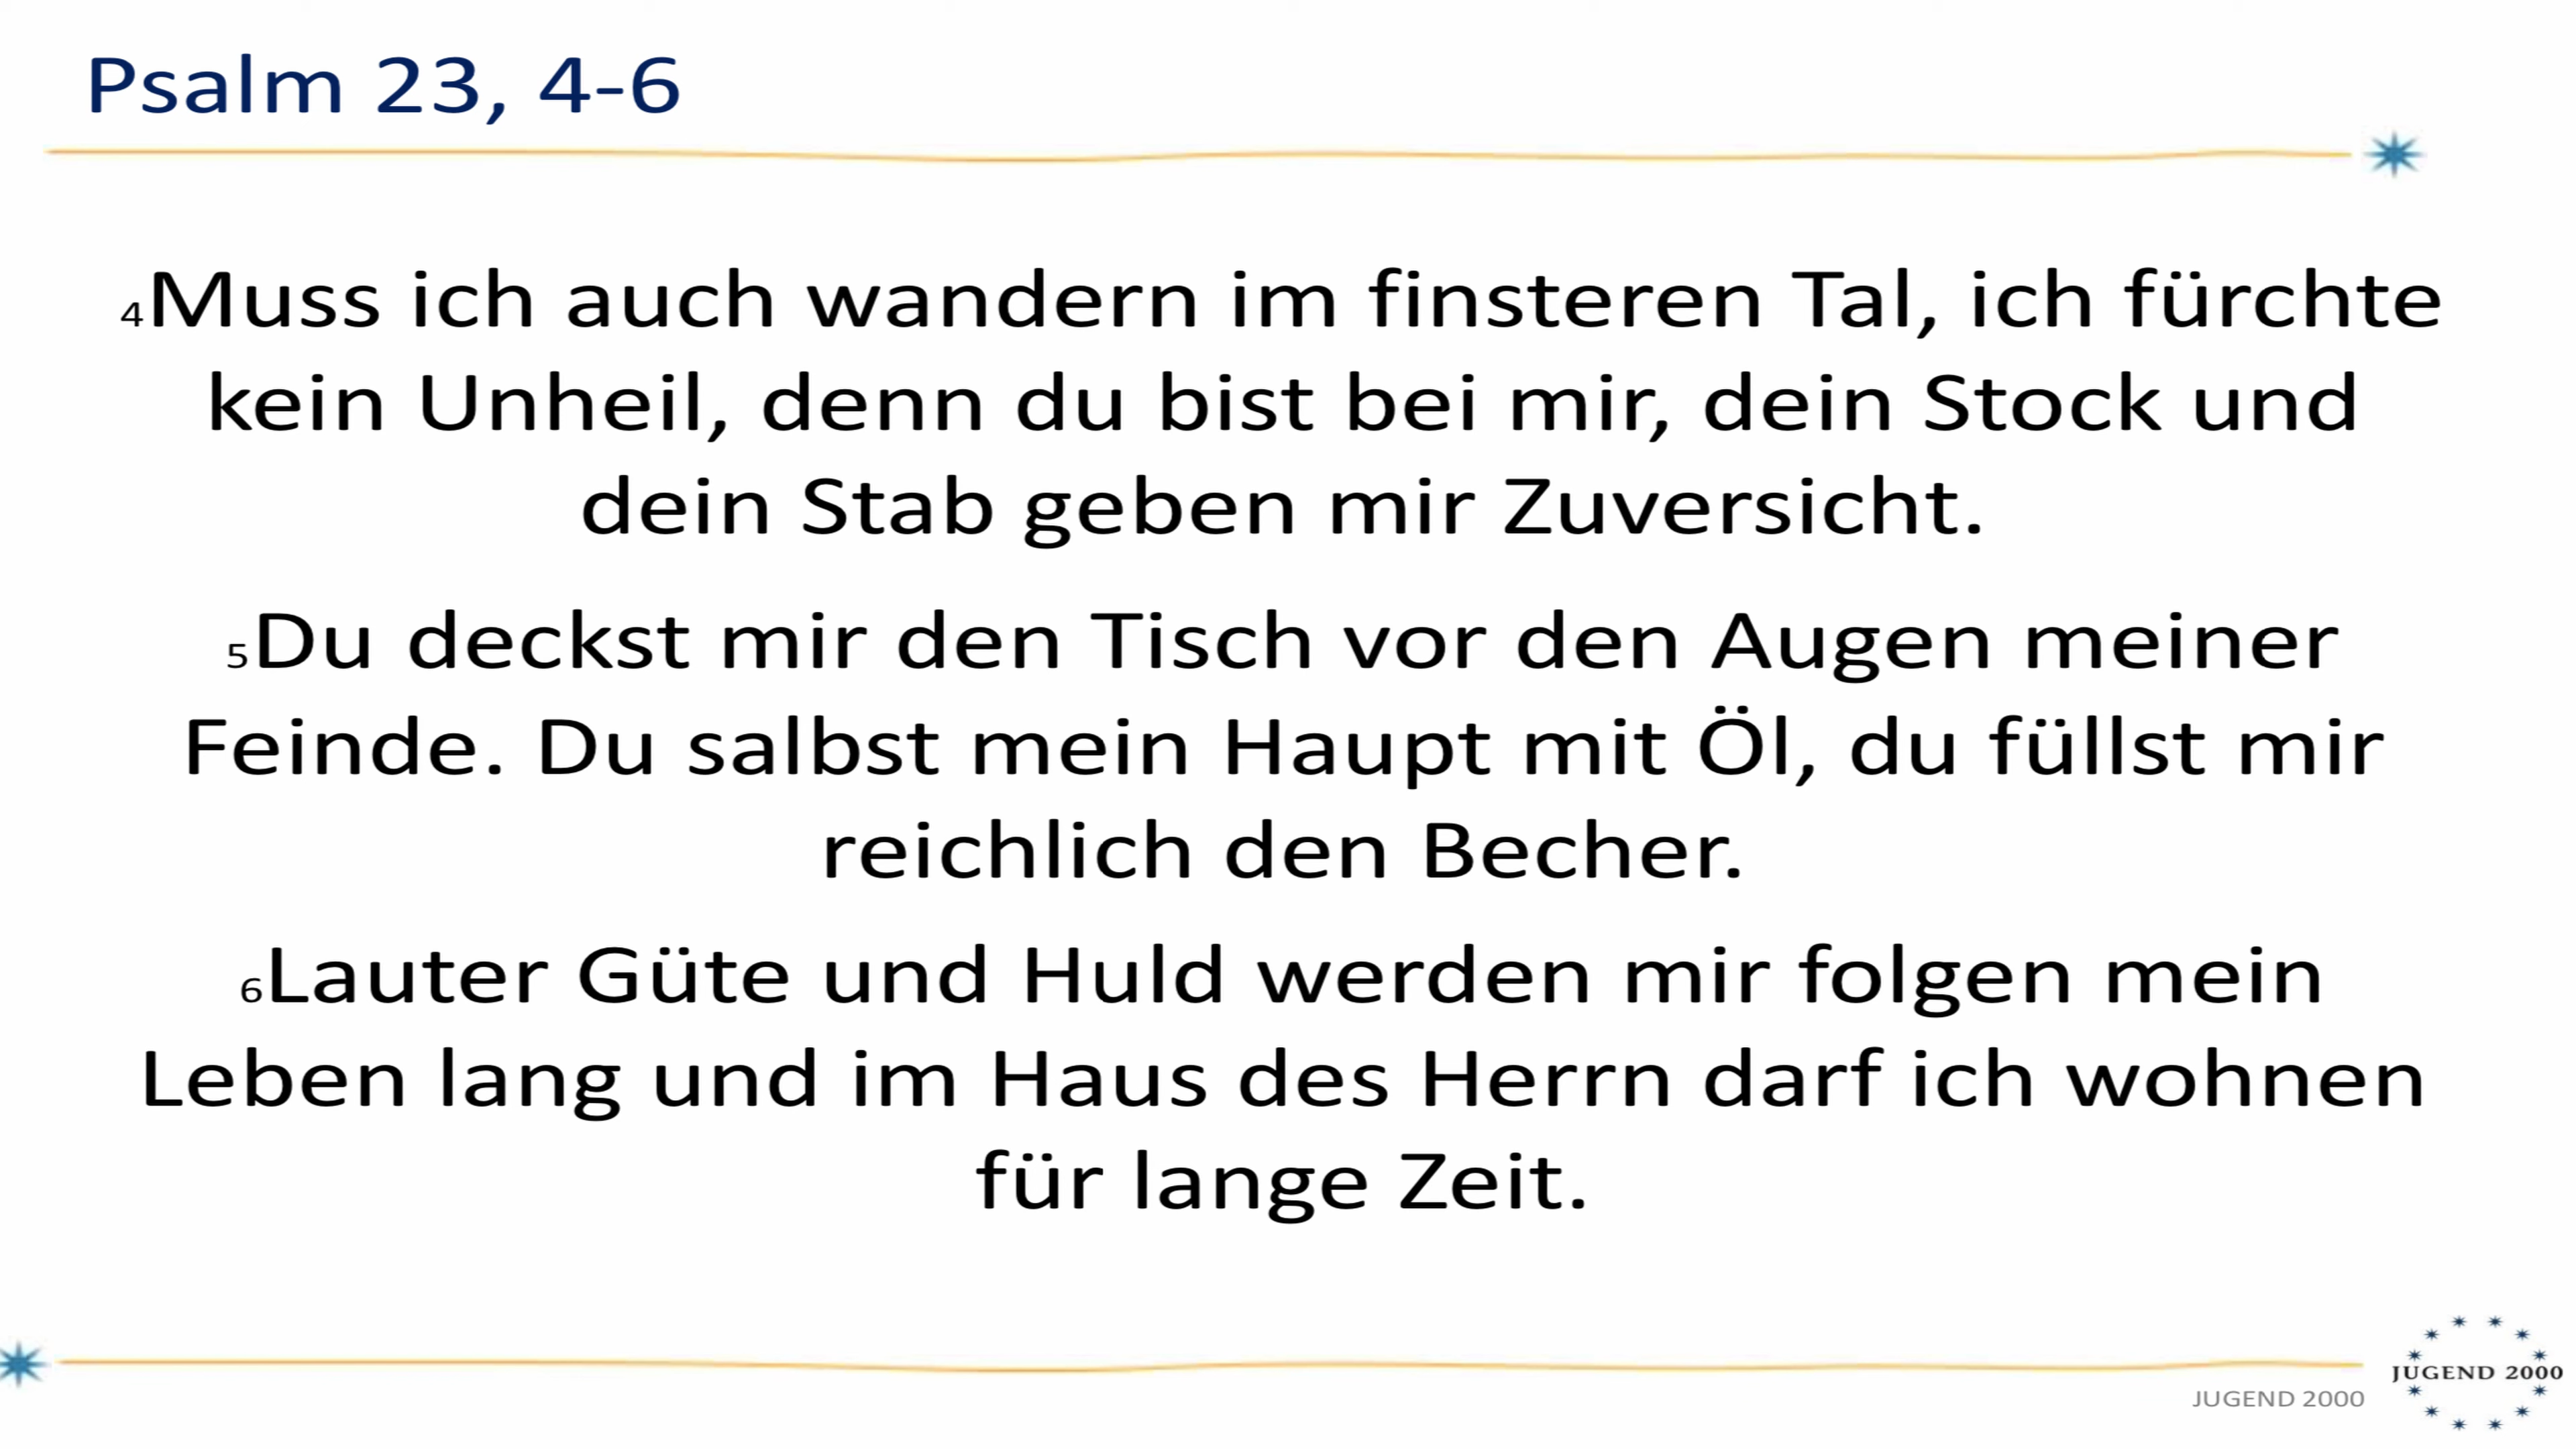 Psalm 23, 4-6
4Muss ich auch wandern im finsteren Tal, ich fürchte
kein Unheil, denn du bist bei mir, dein Stock und
dein Stab geben mir Zuversicht.
5Du deckst mir den Tisch vor den Augen meiner
Feinde. Du salbst mein Haupt mit Öl, du füllst mir
reichlich den Becher.
6Lauter Güte und Huld werden mir folgen mein
Leben lang und im Haus des Herrn darf ich wohnen
für lange Zeit.
JUGEND 2000
JUGEND 2000